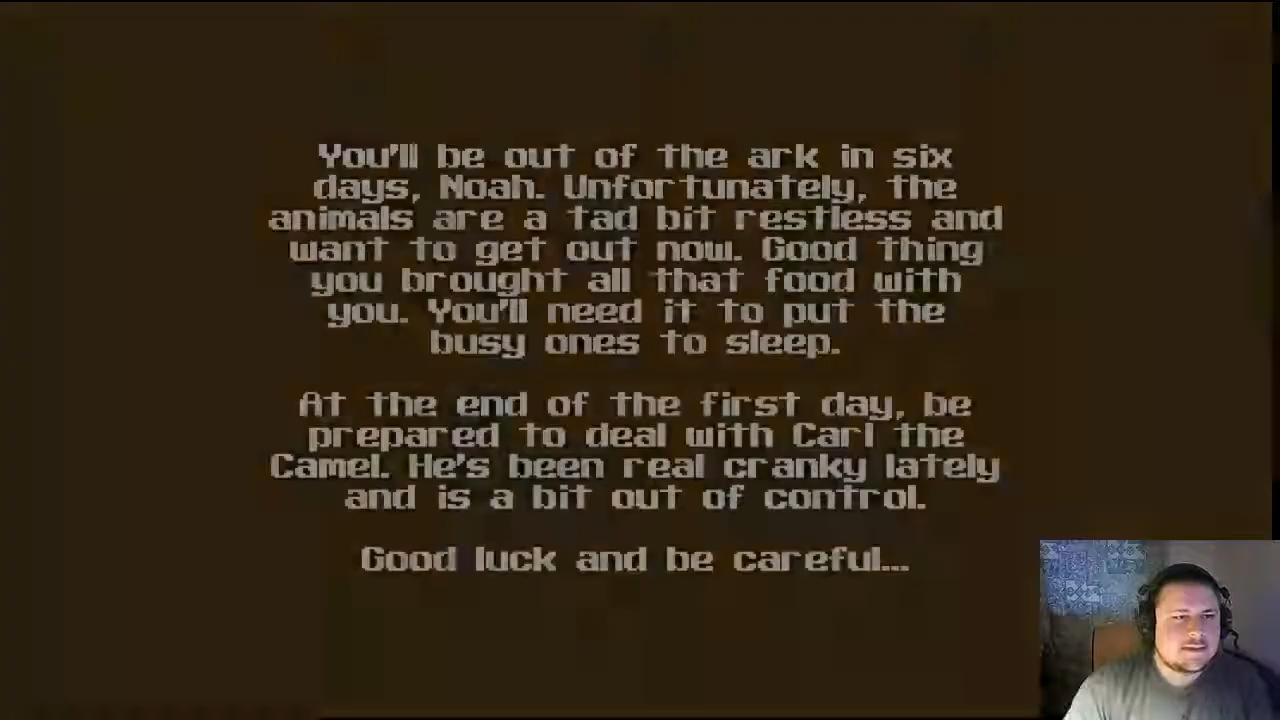 You'll be out of the ark in six
days, Noah. Unfortunately, the
animals are a tad bit restless and
want to get out now. Good thing
you brought all that food with
you. You'll need it to put the
busy ones to sleep.
At the end of the first day, be
prepared to deal with Carl the
Camel. He's been real cranky lately
and is a bit out of control.
Good luck and be careful...